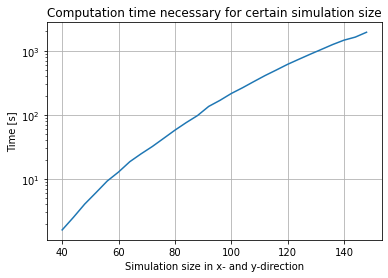 Computation time necessary for certain simulation size
Time [s]
10³
10²
10¹
40 60 80 100 120 140
Simulation size in x- and y-direction